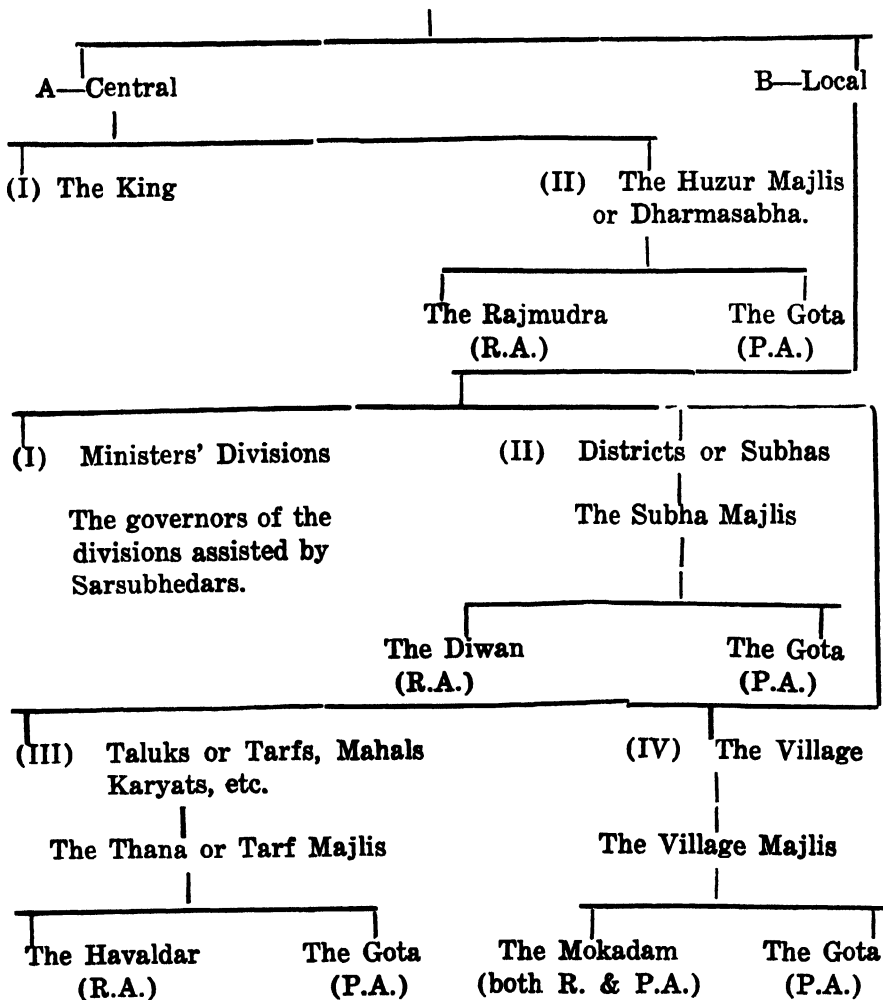 A—Central
B—Local
(I) The King
(II) The Huzur Majlis
or Dharmasabha.
The Rajmudra
(R.A.)
The Gota
(P.A.)
(I) Ministers' Divisions
The governors of the
divisions assisted by
Sarsubhedars.
(II) Districts or Subhas
The Subha Majlis
The Diwan
(R.A.)
The Gota
(P.A.)
(III) Taluks or Tarfs, Mahals
Karyats, etc.
The Thana or Tarf Majlis
The Havaldar
(R.A.)
The Gota
(P.A.)
(IV) The Village
The Village Majlis
The Mokadam
(both R. & P.A.)
The Gota
(P.A.)